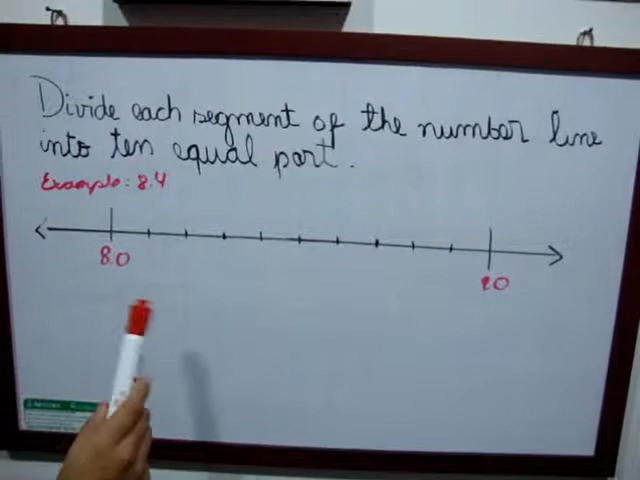 Divide each segment of the number line
into ten equal part.
Example: 8.4
8.0
9.0